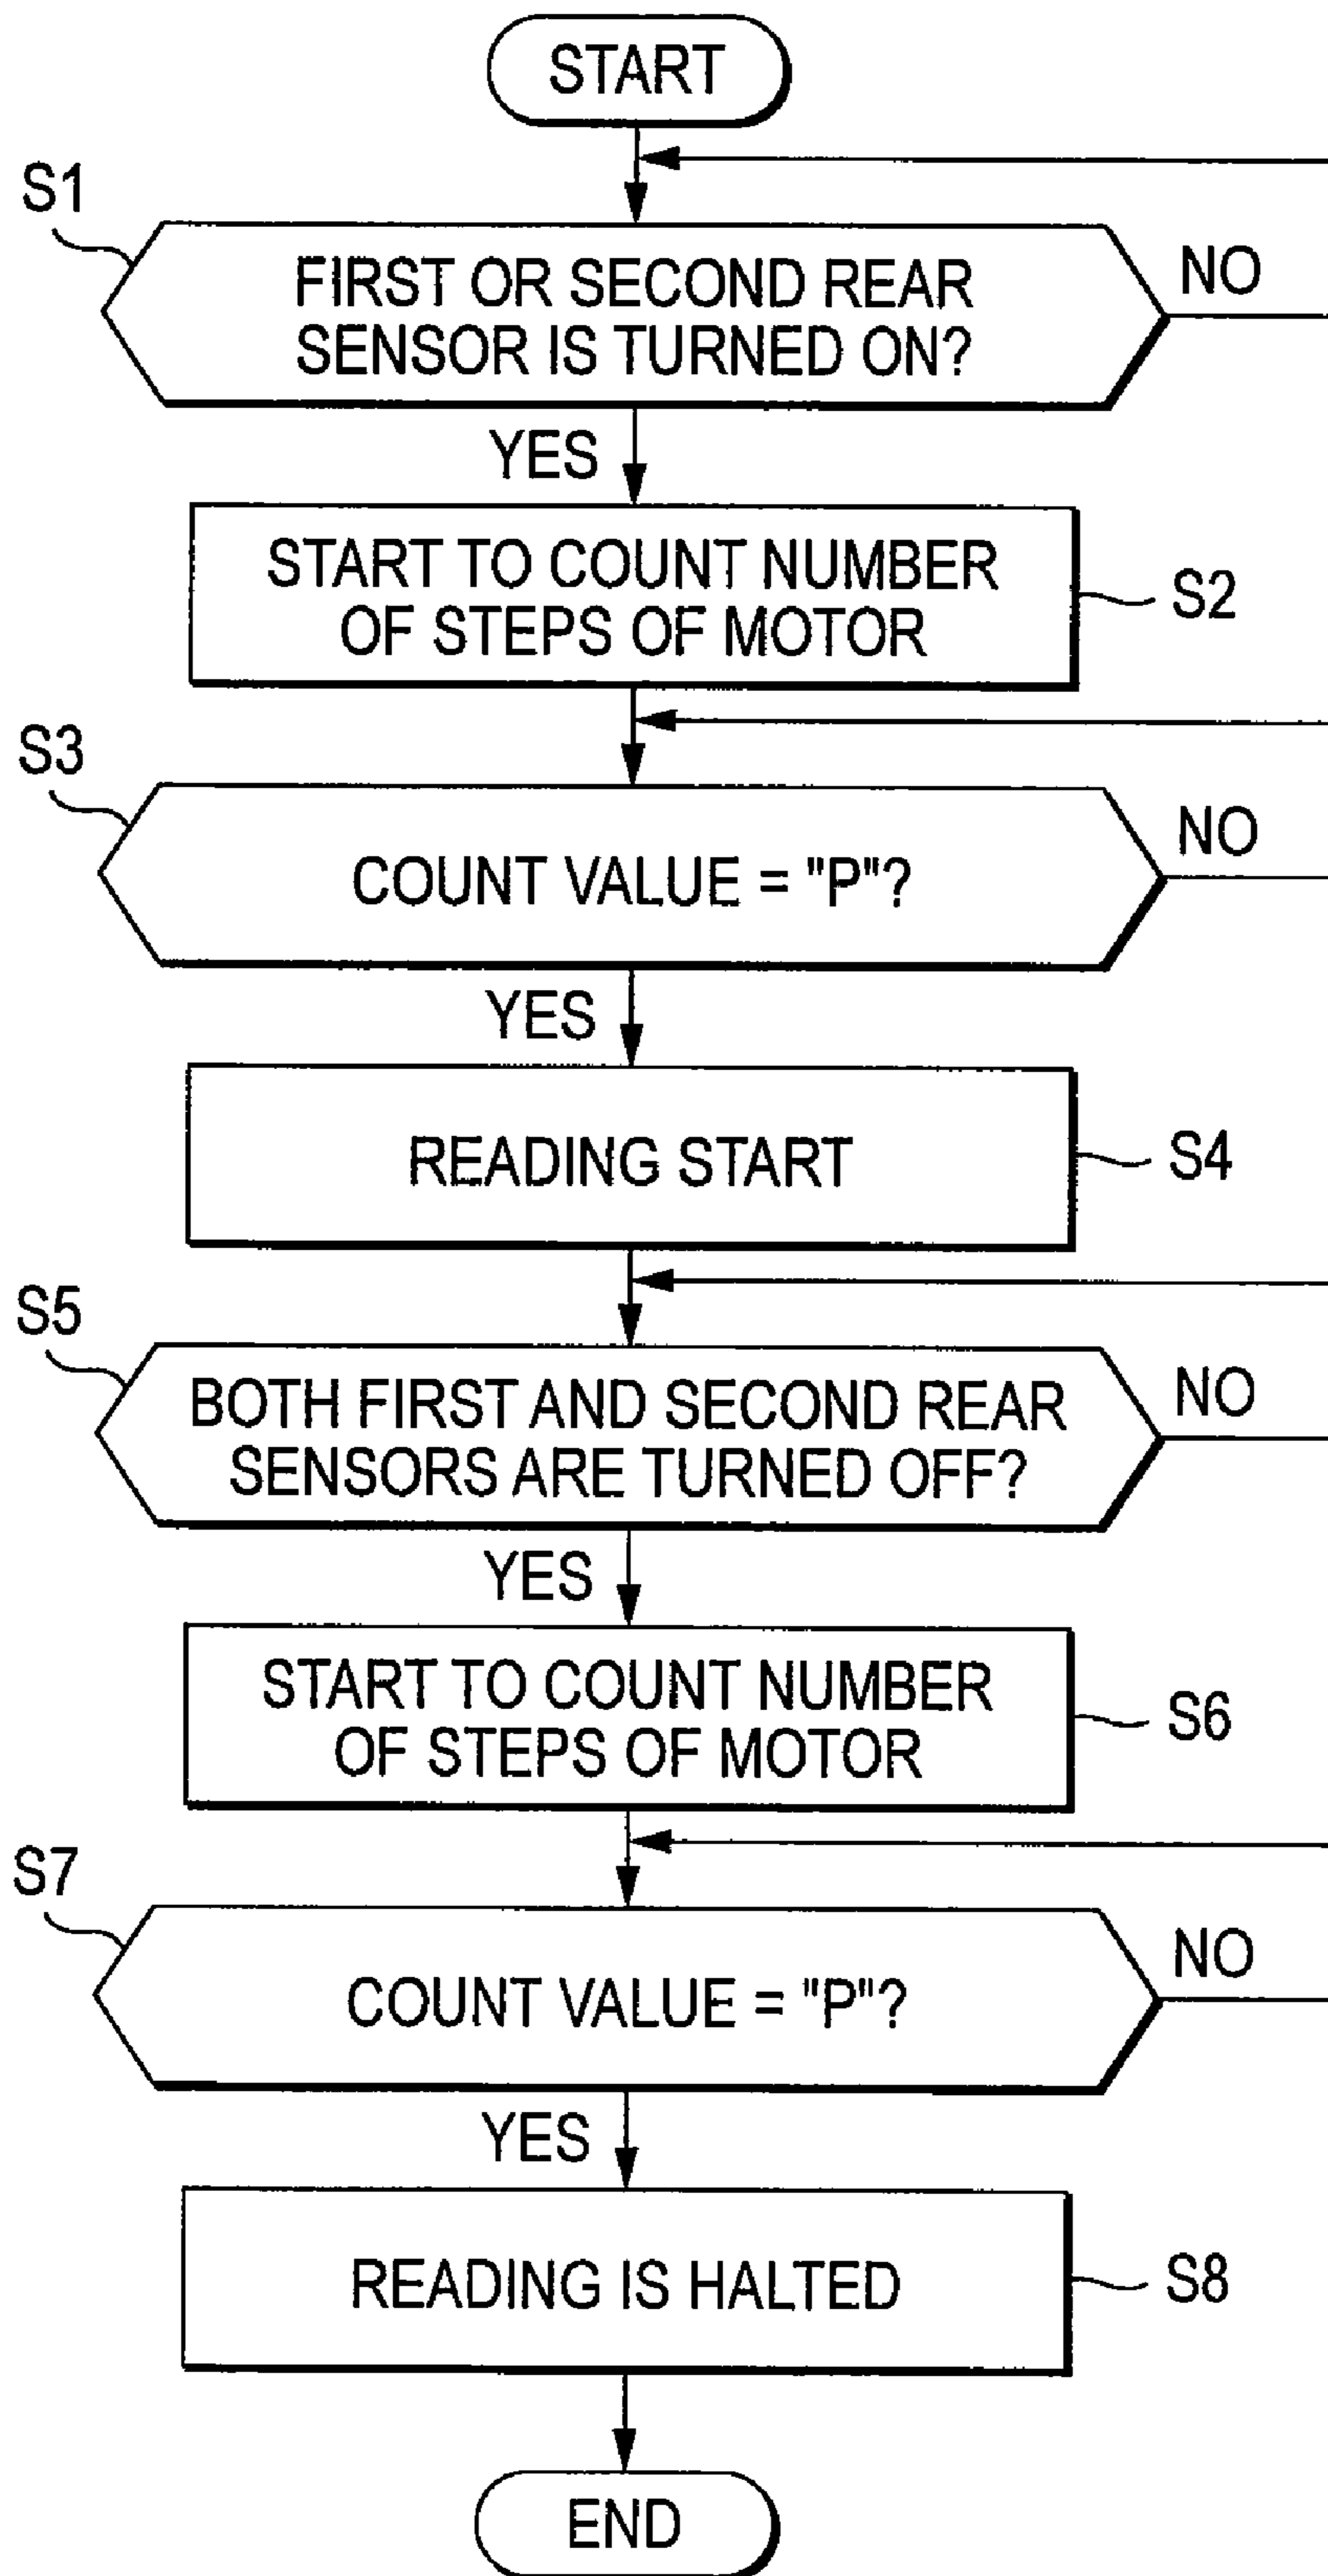 START
S1
FIRST OR SECOND REAR
SENSOR IS TURNED ON?
NO
YES
START TO COUNT NUMBER
OF STEPS OF MOTOR
S2
S3
COUNT VALUE = "P"?
NO
YES
READING START
S4
S5
BOTH FIRST AND SECOND REAR
SENSORS ARE TURNED OFF?
NO
YES
START TO COUNT NUMBER
OF STEPS OF MOTOR
S6
S7
COUNT VALUE = "P"?
NO
YES
READING IS HALTED
S8
END